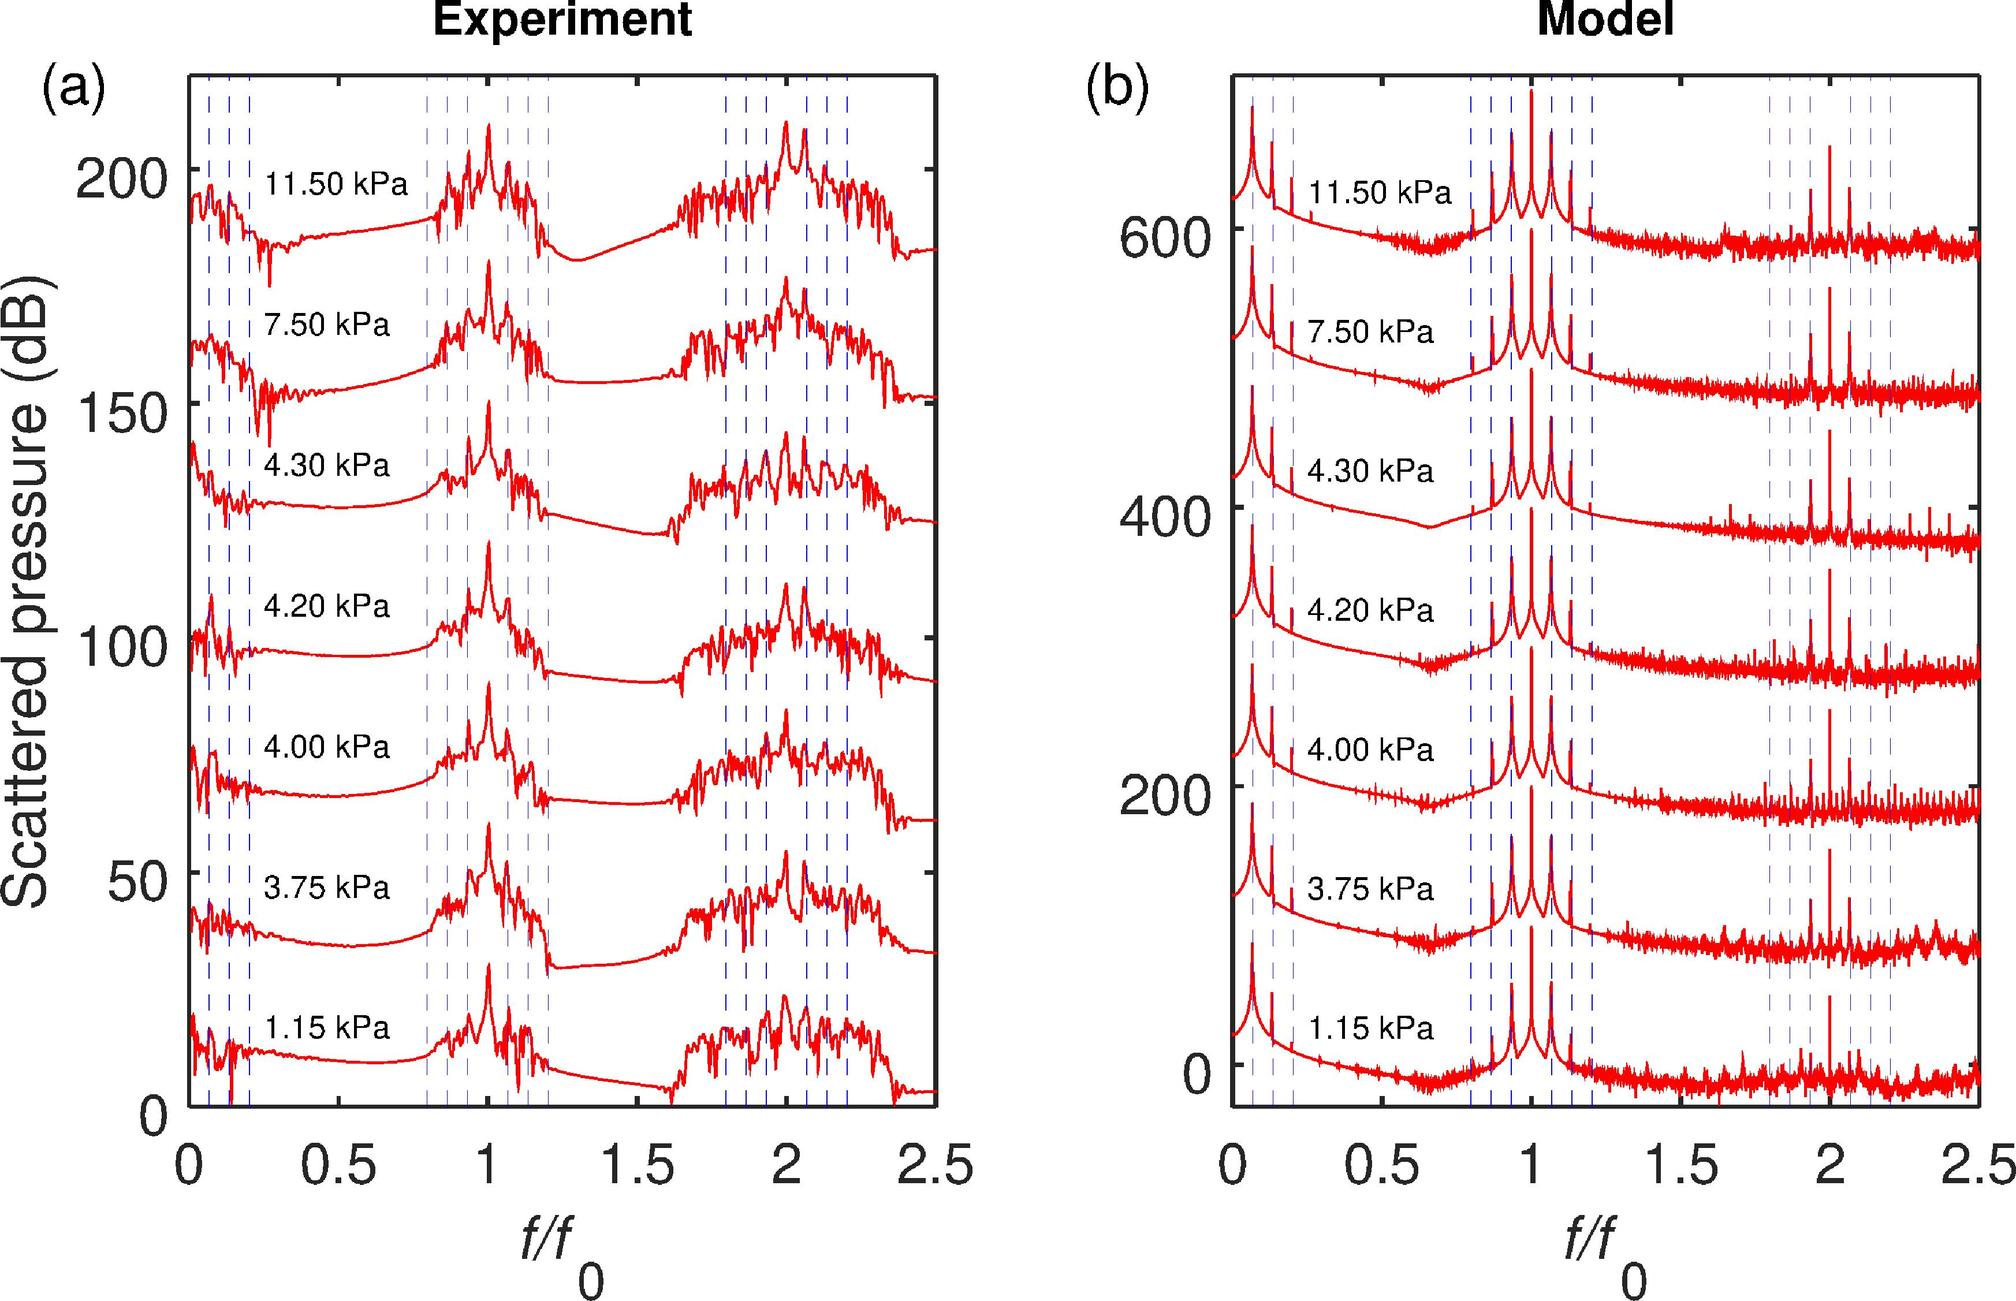 Experiment
Model
(a)
(b)
Scattered pressure (dB)
200
150
100
50
0
11.50 kPa
7.50 kPa
4.30 kPa
4.20 kPa
4.00 kPa
3.75 kPa
1.15 kPa
0 0.5 1 1.5 2 2.5
f/f0
600
400
200
0
11.50 kPa
7.50 kPa
4.30 kPa
4.20 kPa
4.00 kPa
3.75 kPa
1.15 kPa
0 0.5 1 1.5 2 2.5
f/f0